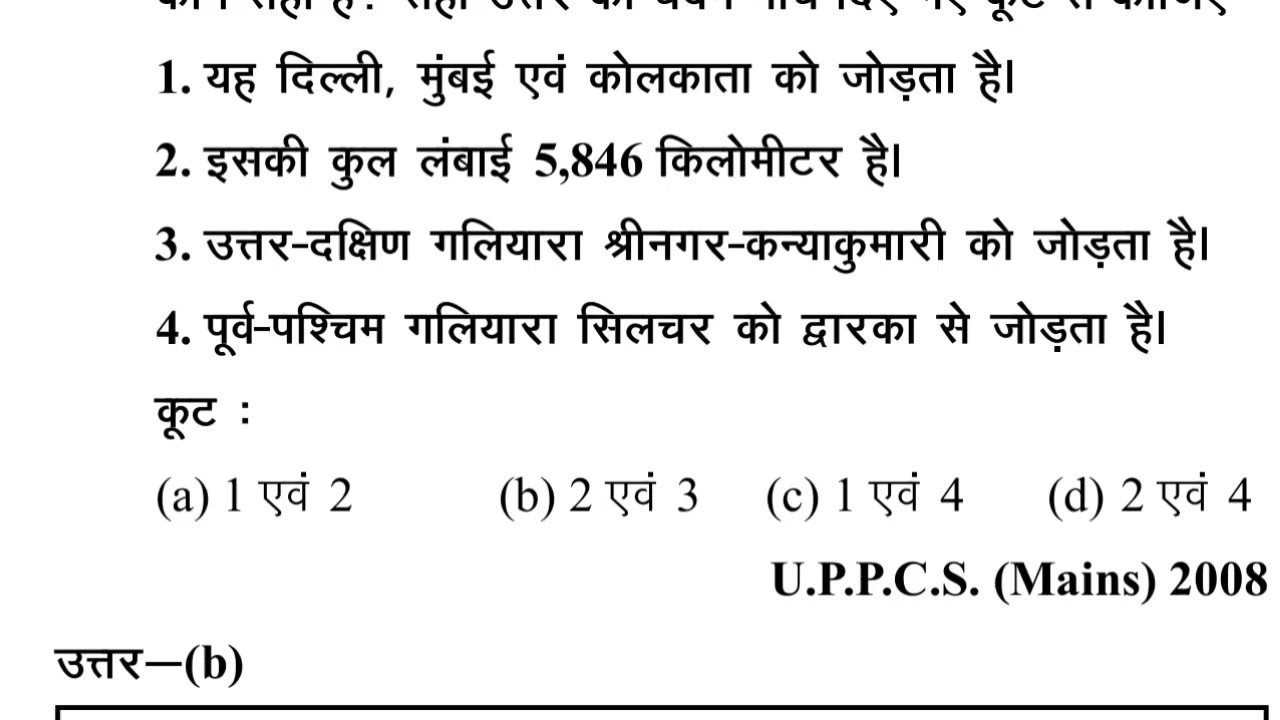 1. यह दिल्ली, मुंबई एवं कोलकाता को जोड़ता है।
2. इसकी कुल लंबाई 5,846 किलोमीटर है।
3. उत्तर-दक्षिण गलियारा श्रीनगर-कन्याकुमारी को जोड़ता है।
4. पूर्व-पश्चिम गलियारा सिलचर को द्वारका से जोड़ता है।
कूट :
(a) 1 एवं 2 (b) 2 एवं 3 (c) 1 एवं 4 (d) 2 एवं 4
U.P.P.C.S. (Mains) 2008
उत्तर—(b)